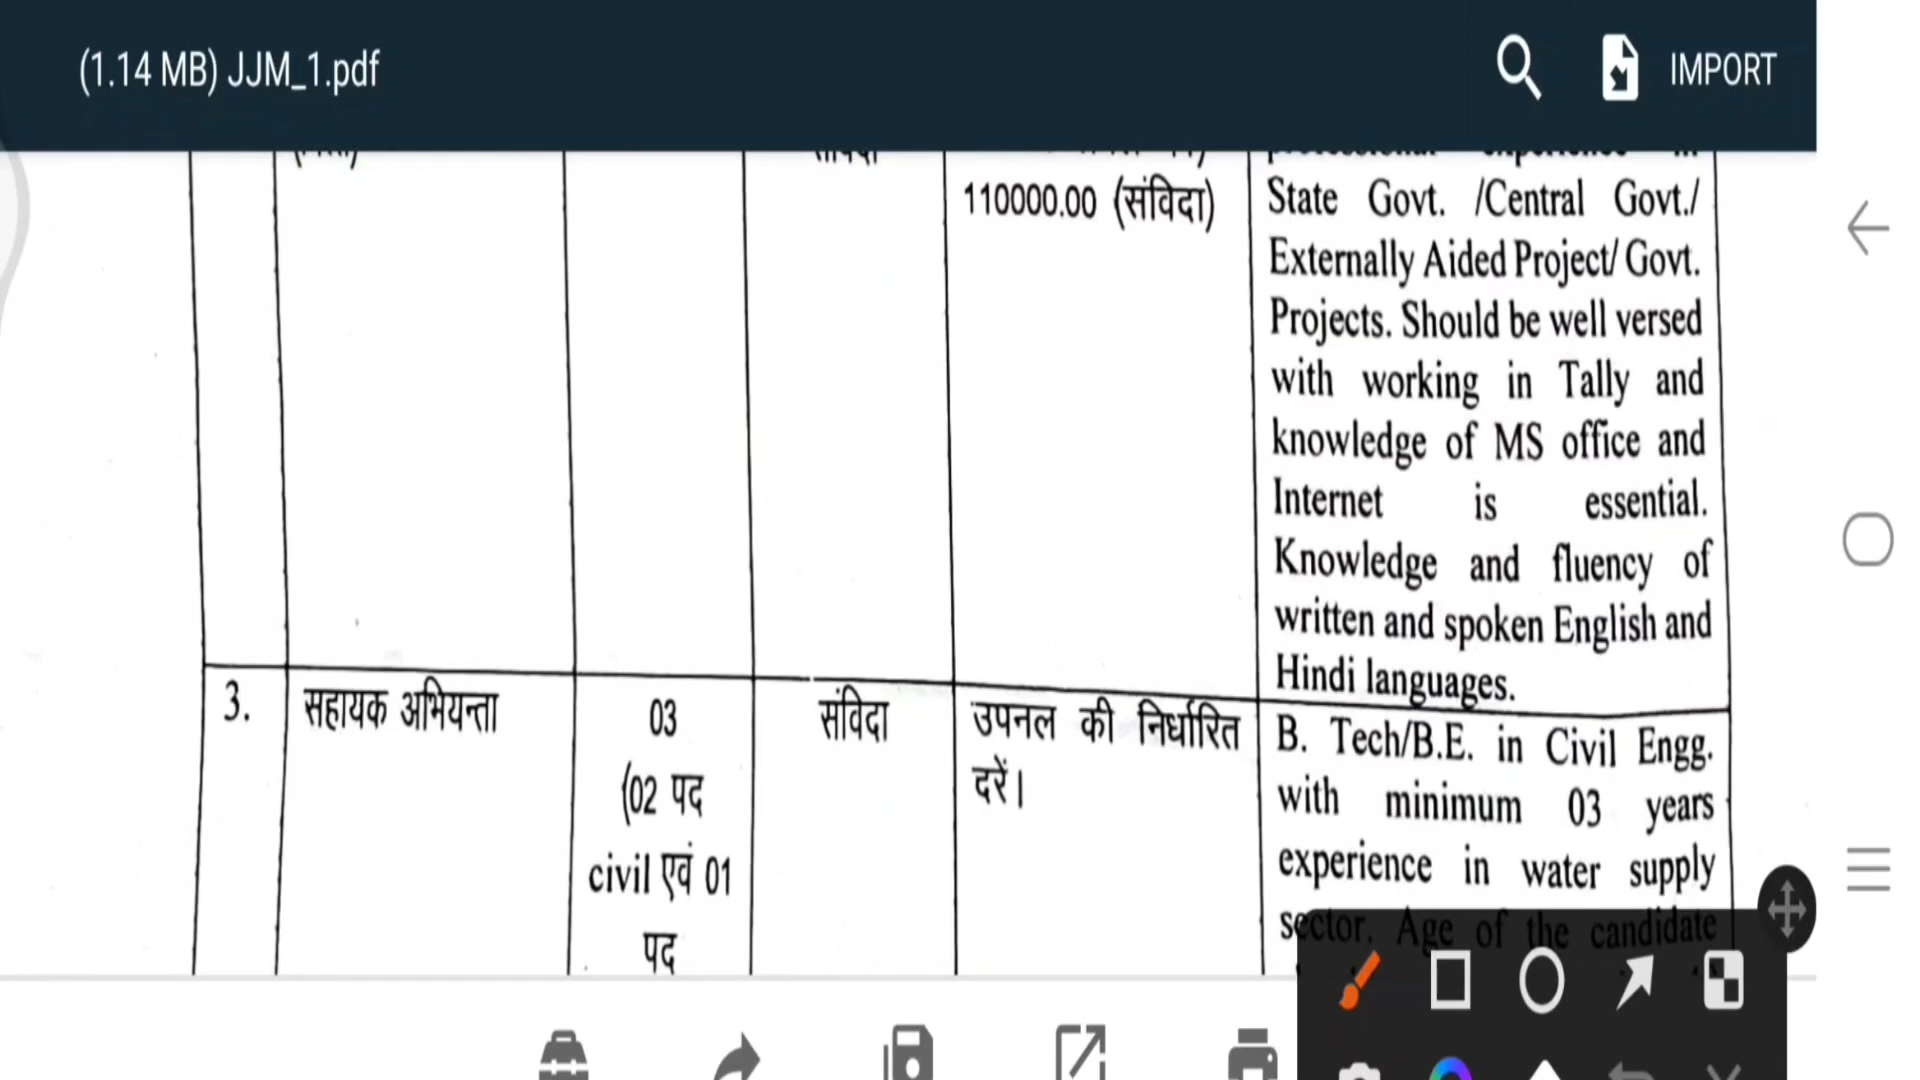 (1.14 MB) JJM_1.pdf
IMPORT
110000.00 (संविदा)
State Govt. /Central Govt./
Externally Aided Project/ Govt.
Projects. Should be well versed
with working in Tally and
knowledge of MS office and
Internet is essential.
Knowledge and fluency of
written and spoken English and
Hindi languages.
3.
सहायक अभियन्ता
03
(02 पद
civil एवं 01
पद
संविदा
उपनल की निर्धारित
दरें।
B. Tech/B.E. in Civil Engg.
with minimum 03 years
experience in water supply
sector. Age of the candidate